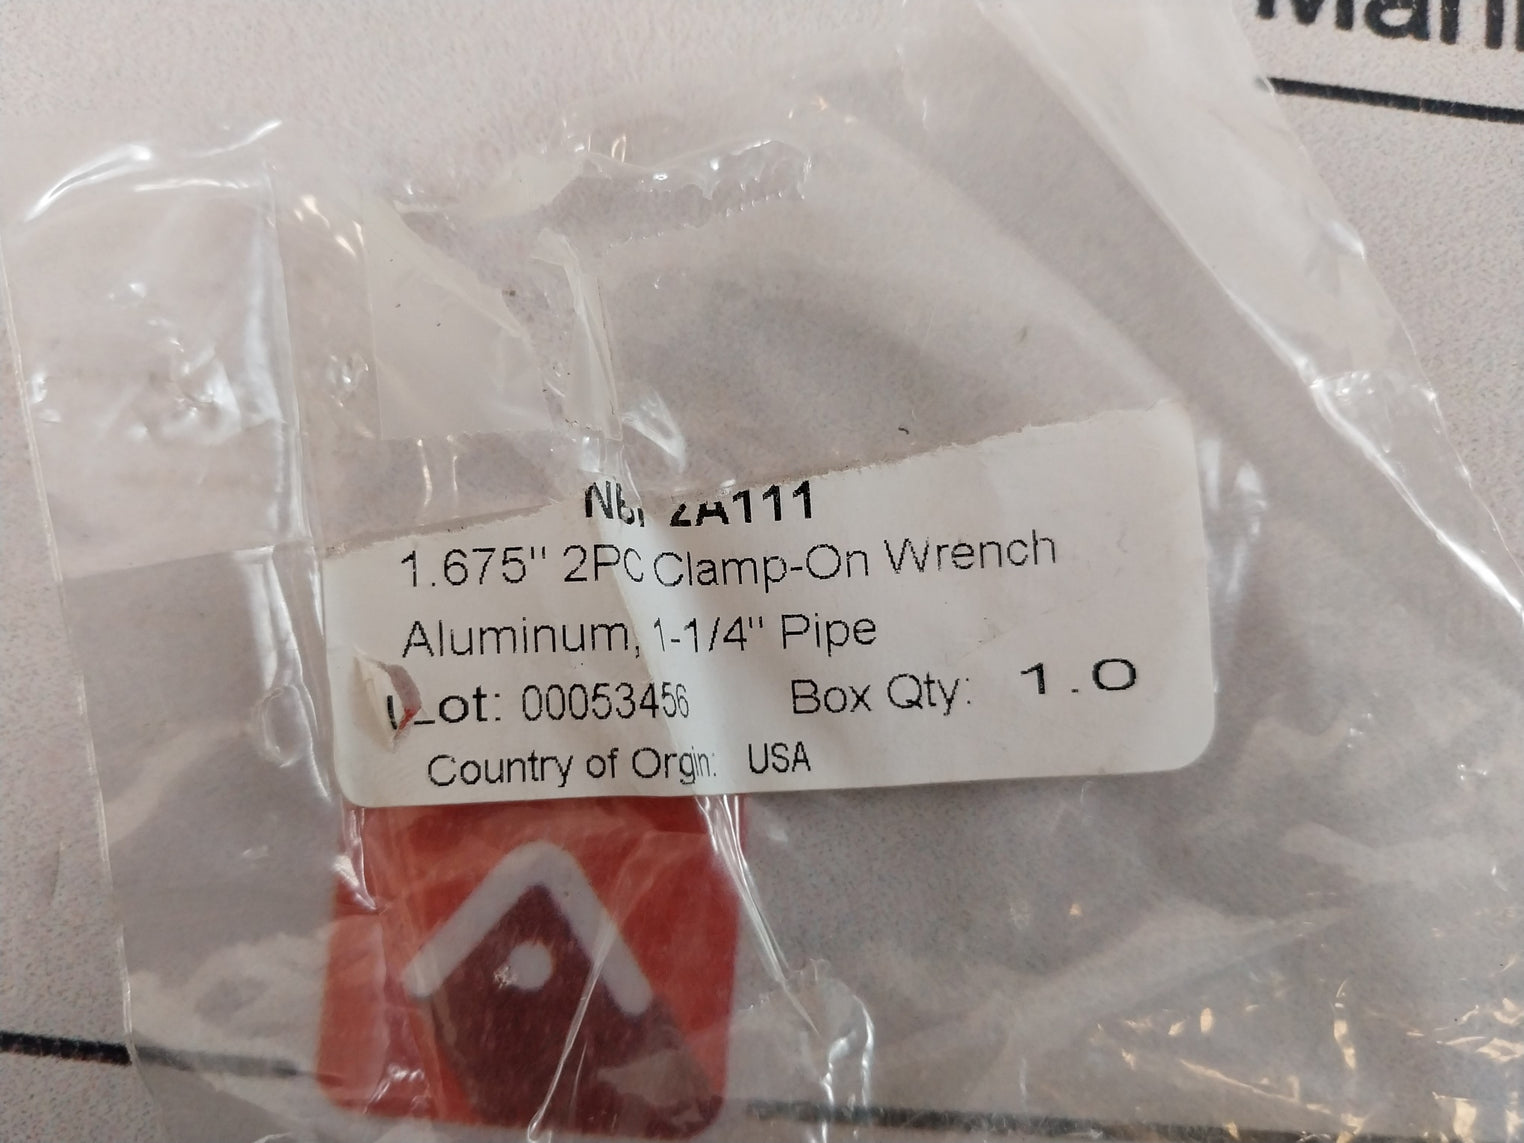 2A111
1.675" 2PC Clamp-On Wrench
Aluminum, 1-1/4" Pipe
Lot: 00053456 Box Qty: 1.0
Country of Orgin: USA